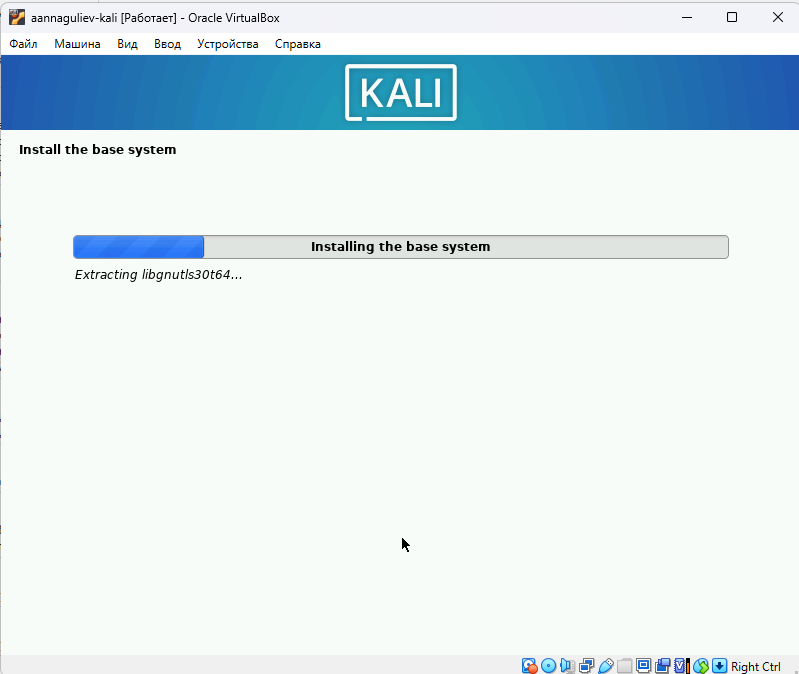 aannaguliev-kali [Работает] - Oracle VirtualBox
Файл Машина Вид Ввод Устройства Справка
KALI
Install the base system
Installing the base system
Extracting libgnutls30t64...
Right Ctrl